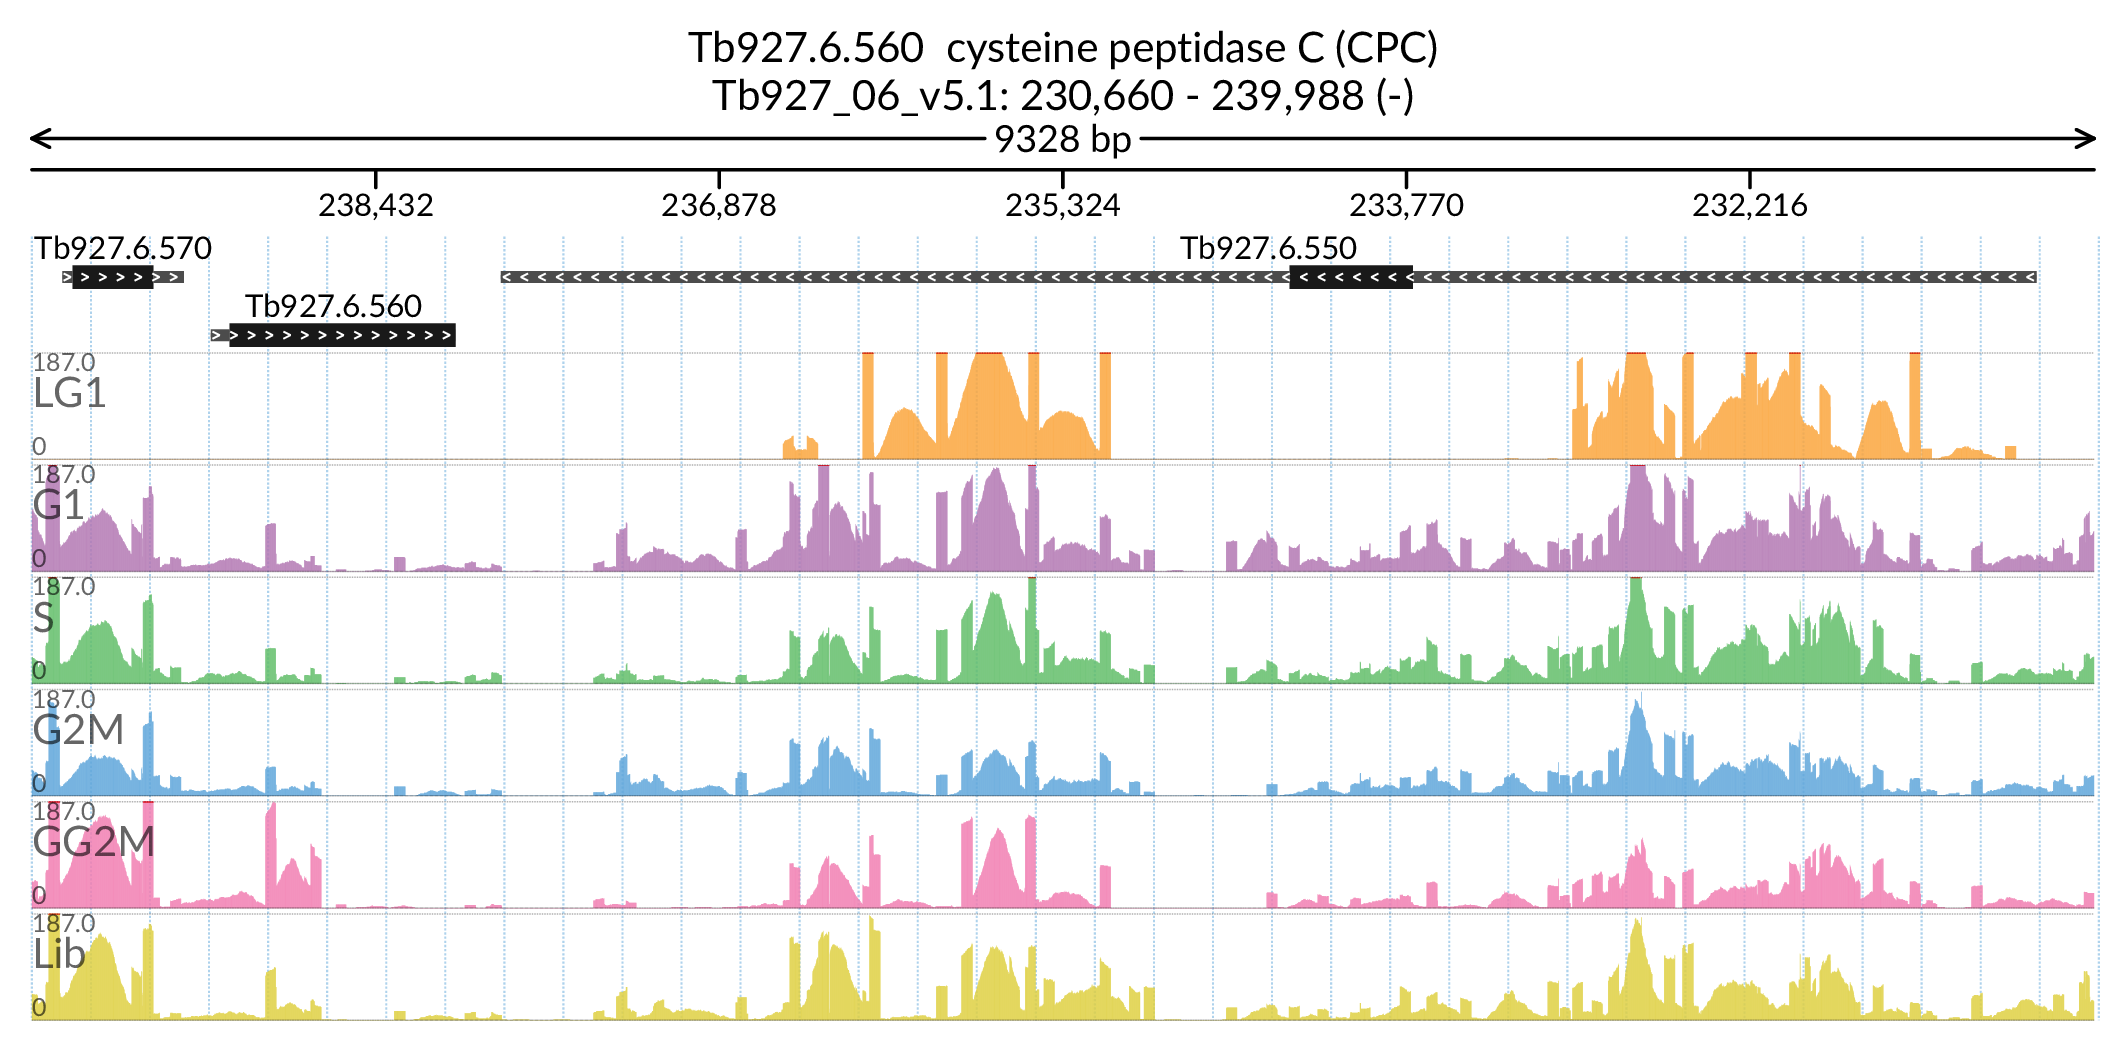 Tb927.6.560 cysteine peptidase C (CPC)
Tb927_06_v5.1: 230,660 - 239,988 (-)
9328 bp
238,432 236,878 235,324 233,770 232,216
Tb927.6.570 Tb927.6.550
Tb927.6.560
187.0
LG1
0
187.0
G1
0
187.0
S
0
187.0
G2M
0
187.0
GG2M
0
187.0
Lib
0